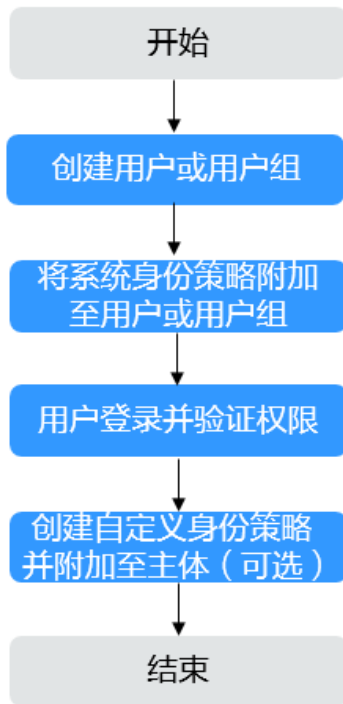 开始
创建用户或用户组
将系统身份策略附加
至用户或用户组
用户登录并验证权限
创建自定义身份策略
并附加至主体（可选）
结束